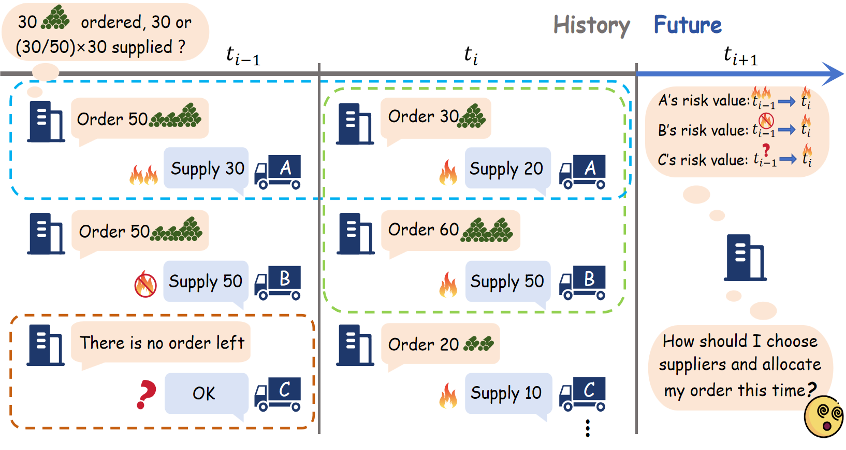 30 ordered, 30 or
(30/50)×30 supplied ?
History Future
t_{i-1} t_i t_{i+1}
Order 50
Supply 30
A
Order 30
Supply 20
A
A's risk value: t_{i-1} t_i
B's risk value: t_{i-1} t_i
C's risk value: ? t_{i-1} t_i
Order 50
Supply 50
B
Order 60
Supply 50
B
There is no order left
? OK
C
Order 20
Supply 10
C
How should I choose
suppliers and allocate
my order this time?